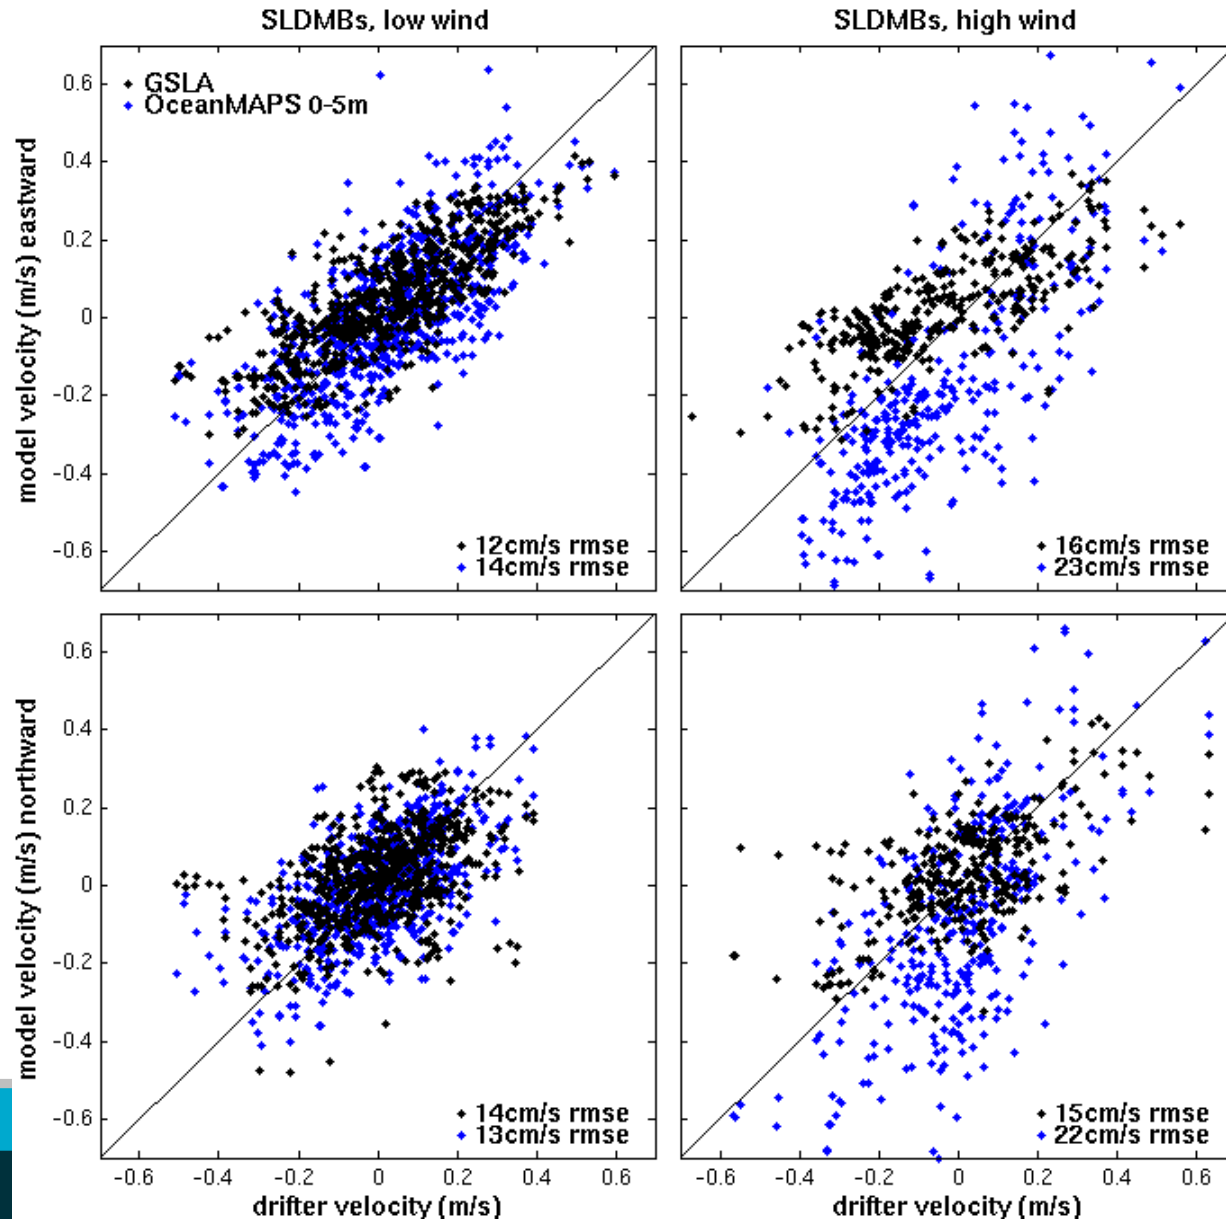 SLDMBs, low wind
SLDMBs, high wind
GSLA
OceanMAPS 0-5m
model velocity (m/s) eastward
0.6
0.4
0.2
0
-0.2
-0.4
-0.6
12cm/s rmse
14cm/s rmse
16cm/s rmse
23cm/s rmse
model velocity (m/s) northward
0.6
0.4
0.2
0
-0.2
-0.4
-0.6
14cm/s rmse
13cm/s rmse
15cm/s rmse
22cm/s rmse
-0.6 -0.4 -0.2 0 0.2 0.4 0.6
-0.6 -0.4 -0.2 0 0.2 0.4 0.6
drifter velocity (m/s)
drifter velocity (m/s)